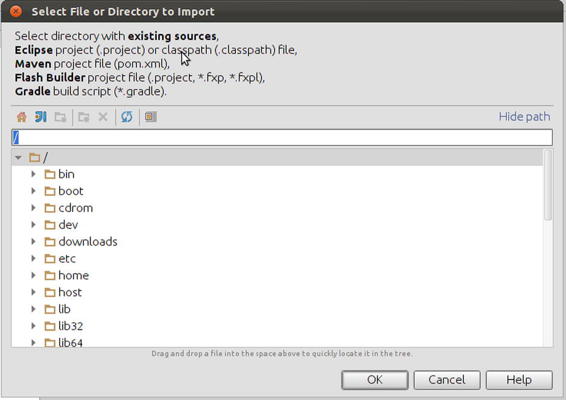 Select File or Directory to Import
Select directory with existing sources,
Eclipse project (.project) or classpath (.classpath) file,
Maven project file (pom.xml),
Flash Builder project file (.project, *.fxp, *.fxpl),
Gradle build script (*.gradle).
Hide path
/
/
bin
boot
cdrom
dev
downloads
etc
home
host
lib
lib32
lib64
Drag and drop a file into the space above to quickly locate it in the tree.
OK Cancel Help